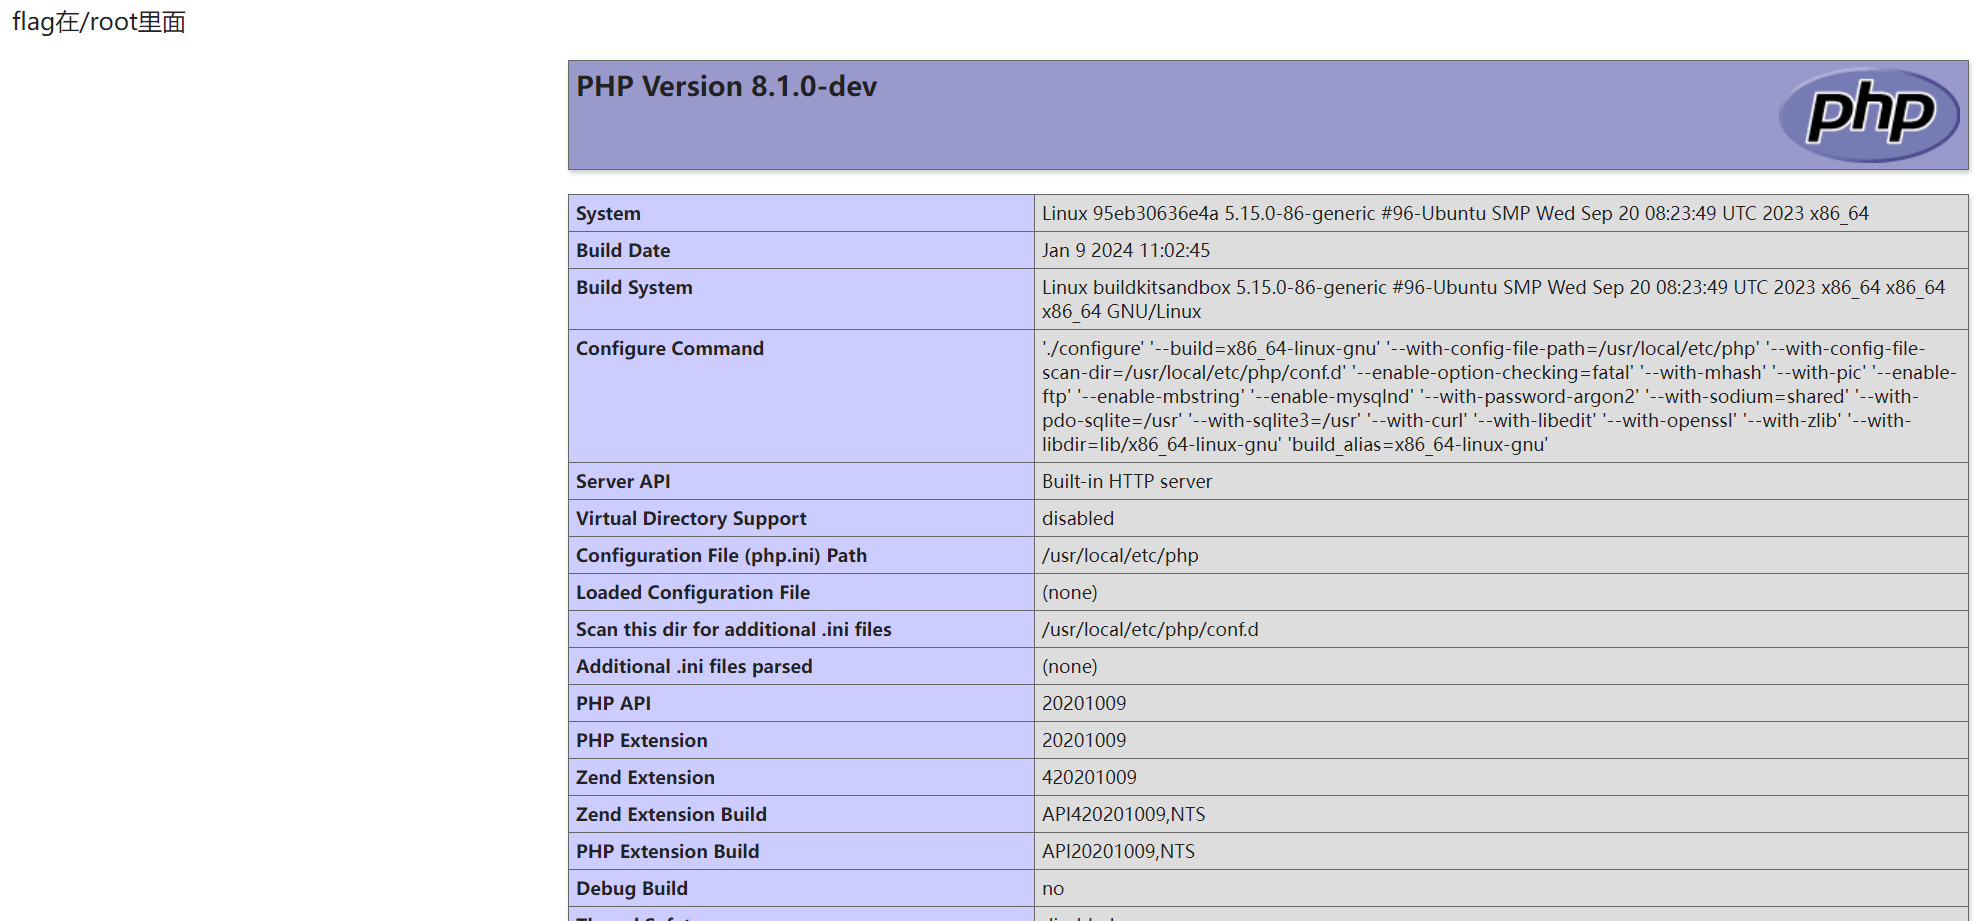 flag在/root里面
PHP Version 8.1.0-dev
php
System Linux 95eb30636e4a 5.15.0-86-generic #96-Ubuntu SMP Wed Sep 20 08:23:49 UTC 2023 x86_64
Build Date Jan 9 2024 11:02:45
Build System Linux buildkitsandbox 5.15.0-86-generic #96-Ubuntu SMP Wed Sep 20 08:23:49 UTC 2023 x86_64 x86_64
x86_64 GNU/Linux
Configure Command './configure' '--build=x86_64-linux-gnu' '--with-config-file-path=/usr/local/etc/php' '--with-config-file-
scan-dir=/usr/local/etc/php/conf.d' '--enable-option-checking=fatal' '--with-mhash' '--with-pic' '--enable-
ftp' '--enable-mbstring' '--enable-mysqlnd' '--with-password-argon2' '--with-sodium=shared' '--with-
pdo-sqlite=/usr' '--with-sqlite3=/usr' '--with-curl' '--with-libedit' '--with-openssl' '--with-zlib' '--with-
libdir=lib/x86_64-linux-gnu' 'build_alias=x86_64-linux-gnu'
Server API Built-in HTTP server
Virtual Directory Support disabled
Configuration File (php.ini) Path /usr/local/etc/php
Loaded Configuration File (none)
Scan this dir for additional .ini files /usr/local/etc/php/conf.d
Additional .ini files parsed (none)
PHP API 20201009
PHP Extension 20201009
Zend Extension 420201009
Zend Extension Build API420201009,NTS
PHP Extension Build API20201009,NTS
Debug Build no